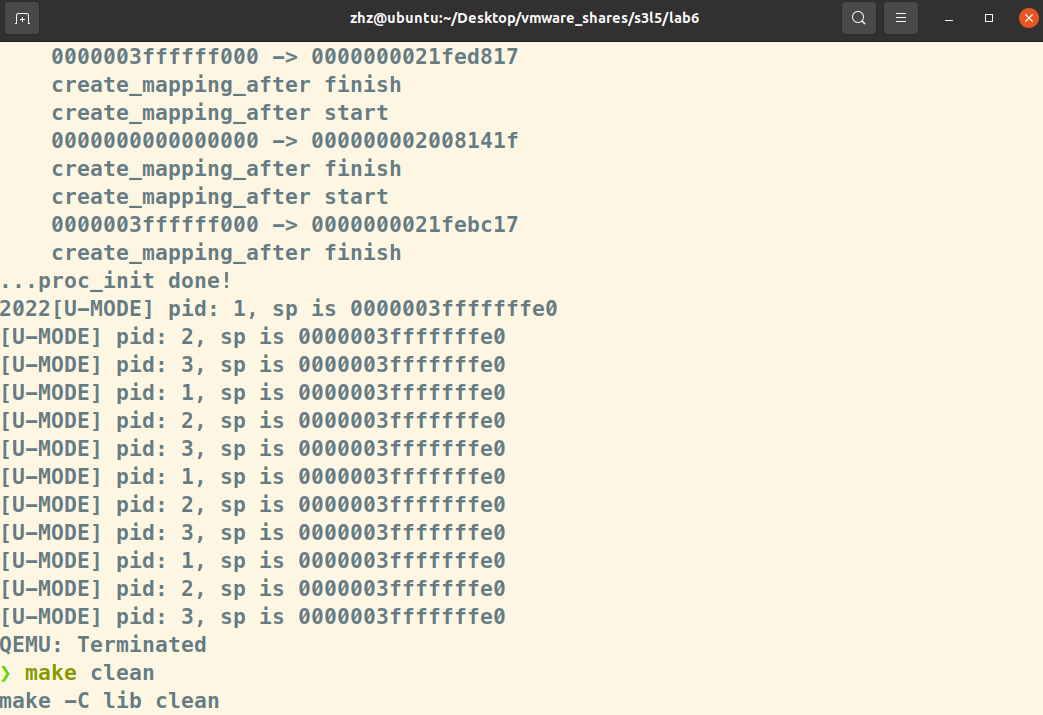 zhz@ubuntu:~/Desktop/vmware_shares/s3l5/lab6
0000003ffffff000 -> 0000000021fed817
create_mapping_after finish
create_mapping_after start
0000000000000000 -> 000000002008141f
create_mapping_after finish
create_mapping_after start
0000003ffffff000 -> 0000000021febc17
create_mapping_after finish
...proc_init done!
2022[U-MODE] pid: 1, sp is 0000003fffffffe0
[U-MODE] pid: 2, sp is 0000003fffffffe0
[U-MODE] pid: 3, sp is 0000003fffffffe0
[U-MODE] pid: 1, sp is 0000003fffffffe0
[U-MODE] pid: 2, sp is 0000003fffffffe0
[U-MODE] pid: 3, sp is 0000003fffffffe0
[U-MODE] pid: 1, sp is 0000003fffffffe0
[U-MODE] pid: 2, sp is 0000003fffffffe0
[U-MODE] pid: 3, sp is 0000003fffffffe0
[U-MODE] pid: 1, sp is 0000003fffffffe0
[U-MODE] pid: 2, sp is 0000003fffffffe0
[U-MODE] pid: 3, sp is 0000003fffffffe0
QEMU: Terminated
❯ make clean
make -C lib clean